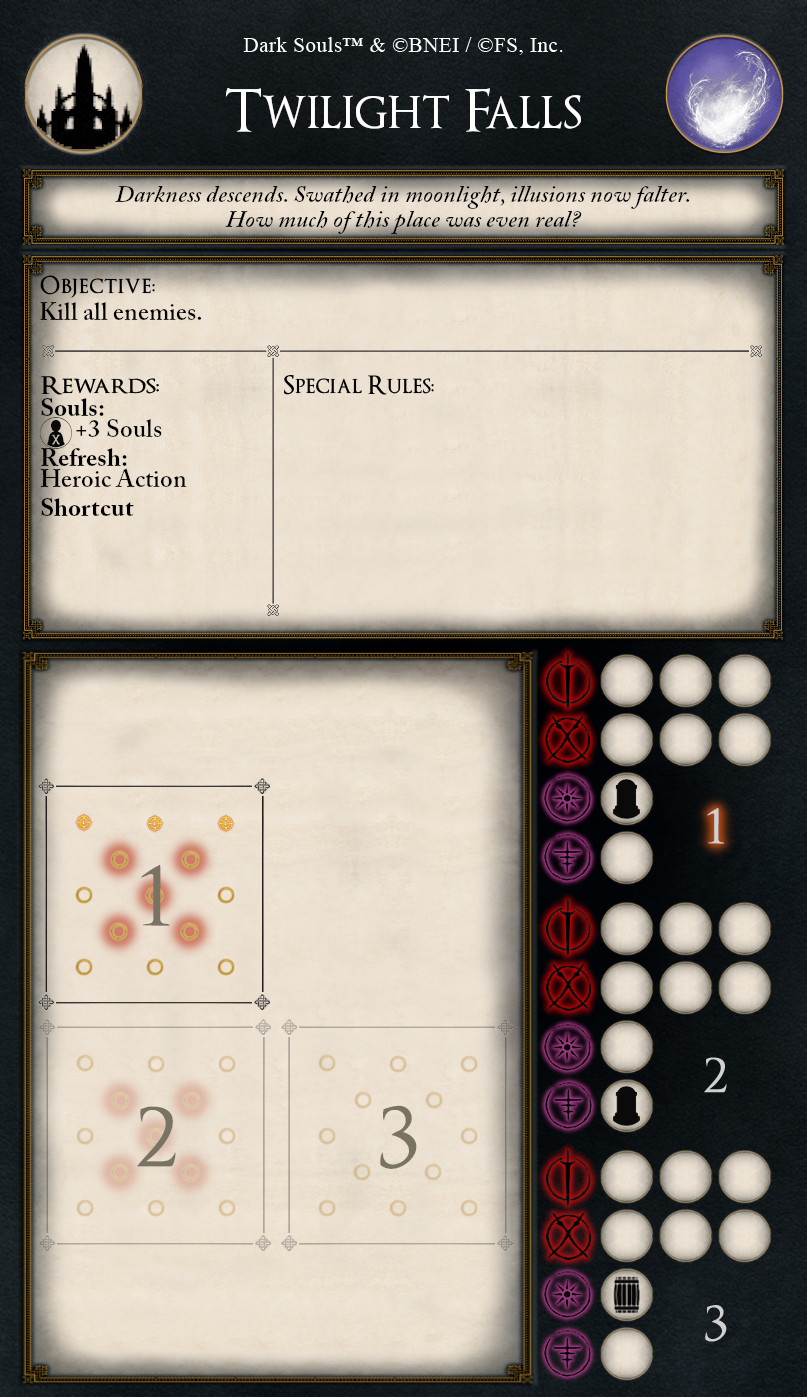 Dark Souls™ & ©BNEI / ©FS, Inc.
Twilight Falls
Darkness descends. Swathed in moonlight, illusions now falter.
How much of this place was even real?
Objective:
Kill all enemies.
Rewards:
Souls:
X +3 Souls
Refresh:
Heroic Action
Shortcut
Special Rules:
1
2
3
1
2
3